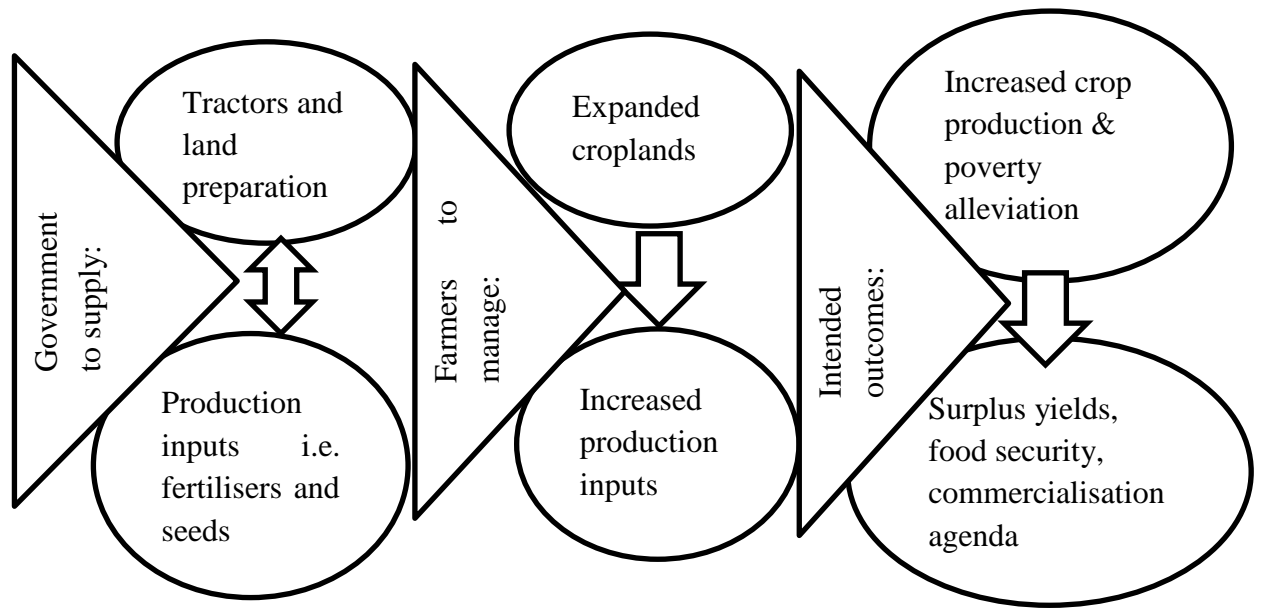 Government
to supply:
Tractors and
land
preparation
Production
inputs i.e.
fertilisers and
seeds
Farmers to
manage:
Expanded
croplands
Increased
production
inputs
Intended
outcomes:
Increased crop
production &
poverty
alleviation
Surplus yields,
food security,
commercialisation
agenda